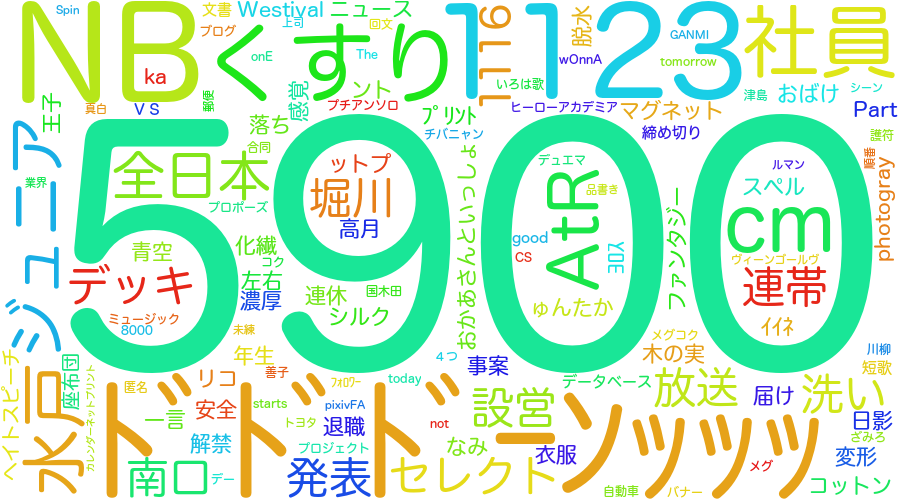 NB
くすり
1123
社員
5900
ドドドーンッッッ
Spin
文書
Westival
ニュース
上司
回文
ブログ
onE
The
1116
脱水
wOnnA
GANMI
tomorrow
いろは歌
津島
おばけ
シーン
ka
ント
感覚
プチアンソロ
ﾌﾟﾘﾝﾄ
チバニャン
ヒーローアカデミア
マグネット
締め切り
Part
護符
順番
王子
真白
VS
郵便
落ち
合同
ジュニア
業界
全日本
プロポーズ
ットプ
堀川
高月
おかあさんといっしょ
デュエマ
品書き
AtR
good
CS
ゅんたか
YOE
ファンタジー
ルマン
スペル
cm
ヴィーンゴールヴ
連帯
photogray
青空
化繊
コク
デッキ
左右
濃厚
連休
国木田
シルク
ミュージック
8000
未練
ｲｲﾈ
メグコク
木の実
川柳
短歌
年生
4つ
事案
today
データベース
放送
届け
洗い
日影
ざみろ
ヘイトスピーチ
座布団
水戸
カレンダーネットプリント
匿名
一言
リコ
善子
ﾌｫﾛﾜｰ
安全
starts
トヨタ
pixivFA
退職
not
設営
なみ
衣服
解禁
プロジェクト
南口
デー
発表
セレクト
メグ
変形
自動車
バナー
コットン